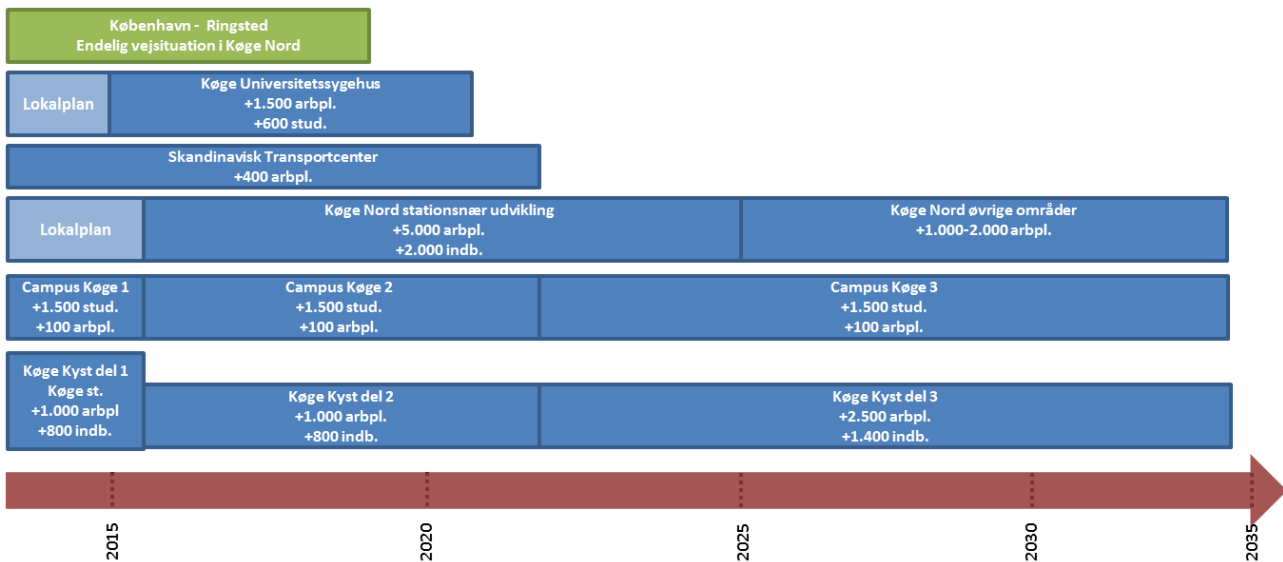 København - Ringsted
Endelig vejsituation i Køge Nord
Lokalplan
Køge Universitetssygehus
+1.500 arbpl.
+600 stud.
Skandinavisk Transportcenter
+400 arbpl.
Lokalplan
Køge Nord stationsnær udvikling
+5.000 arbpl.
+2.000 indb.
Køge Nord øvrige områder
+1.000-2.000 arbpl.
Campus Køge 1
+1.500 stud.
+100 arbpl.
Campus Køge 2
+1.500 stud.
+100 arbpl.
Campus Køge 3
+1.500 stud.
+100 arbpl.
Køge Kyst del 1
Køge st.
+1.000 arbpl
+800 indb.
Køge Kyst del 2
+1.000 arbpl.
+800 indb.
Køge Kyst del 3
+2.500 arbpl.
+1.400 indb.
2015
2020
2025
2030
2035